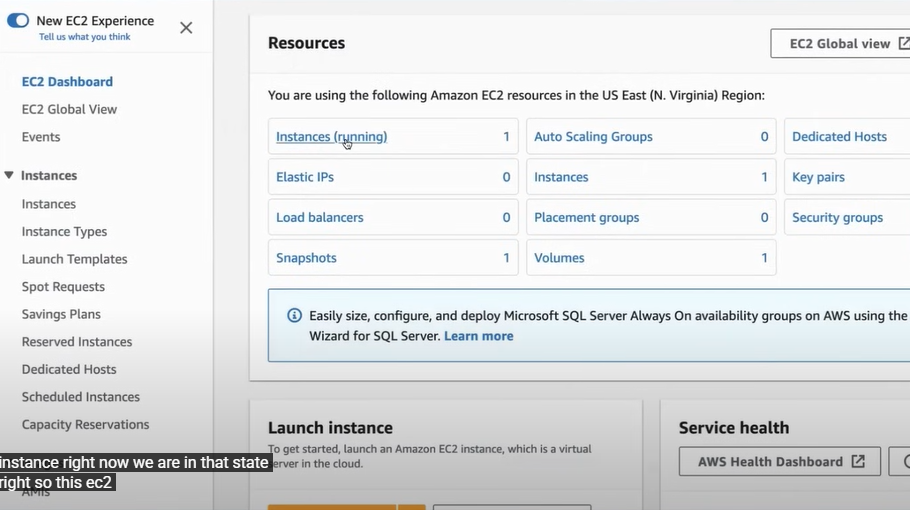 New EC2 Experience
Tell us what you think
EC2 Dashboard
EC2 Global View
Events
Instances
Instances
Instance Types
Launch Templates
Spot Requests
Savings Plans
Reserved Instances
Dedicated Hosts
Scheduled Instances
Capacity Reservations
AMIs
Resources
EC2 Global view
You are using the following Amazon EC2 resources in the US East (N. Virginia) Region:
Instances (running) 1 Auto Scaling Groups 0 Dedicated Hosts
Elastic IPs 0 Instances 1 Key pairs
Load balancers 0 Placement groups 0 Security groups
Snapshots 1 Volumes 1
Easily size, configure, and deploy Microsoft SQL Server Always On availability groups on AWS using the
Wizard for SQL Server. Learn more
Launch instance
To get started, launch an Amazon EC2 instance, which is a virtual
server in the cloud.
Service health
AWS Health Dashboard
instance right now we are in that state
right so this ec2